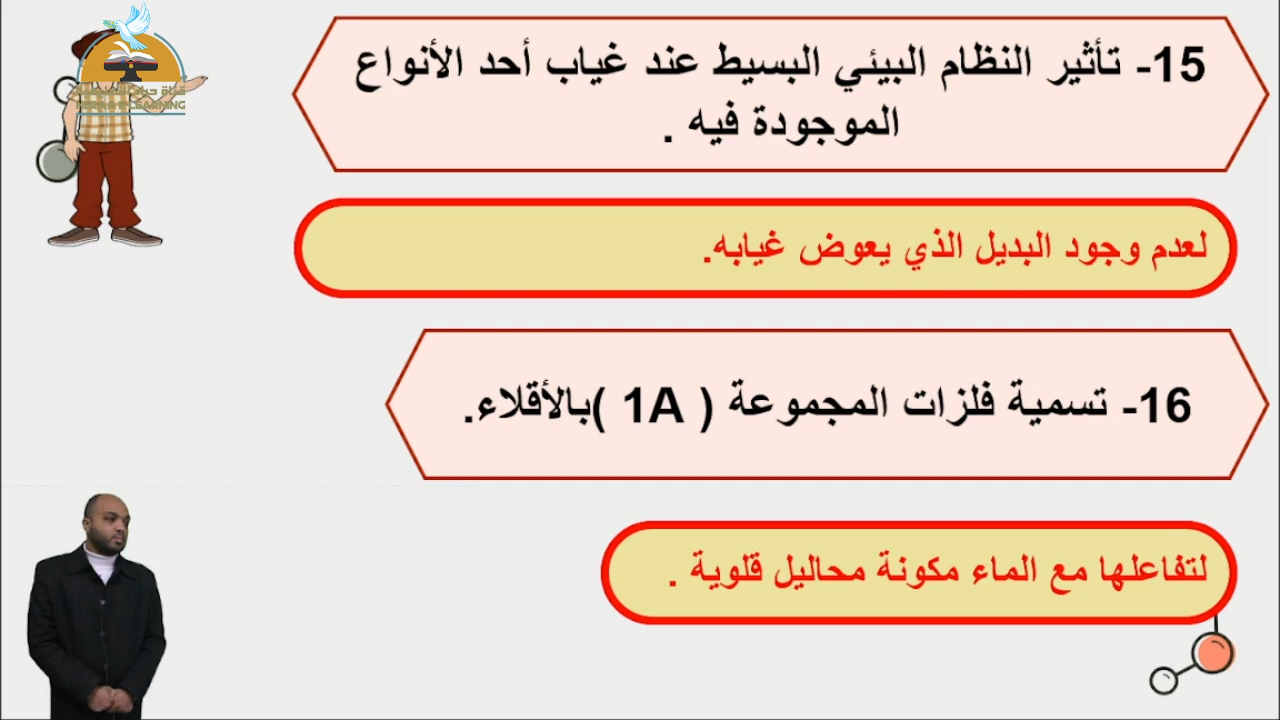 15- تأثير النظام البيئي البسيط عند غياب أحد الأنواع
الموجودة فيه .
لعدم وجود البديل الذي يعوض غيابه.
16- تسمية فلزات المجموعة ( 1A )بالأقلاء.
لتفاعلها مع الماء مكونة محاليل قلوية .